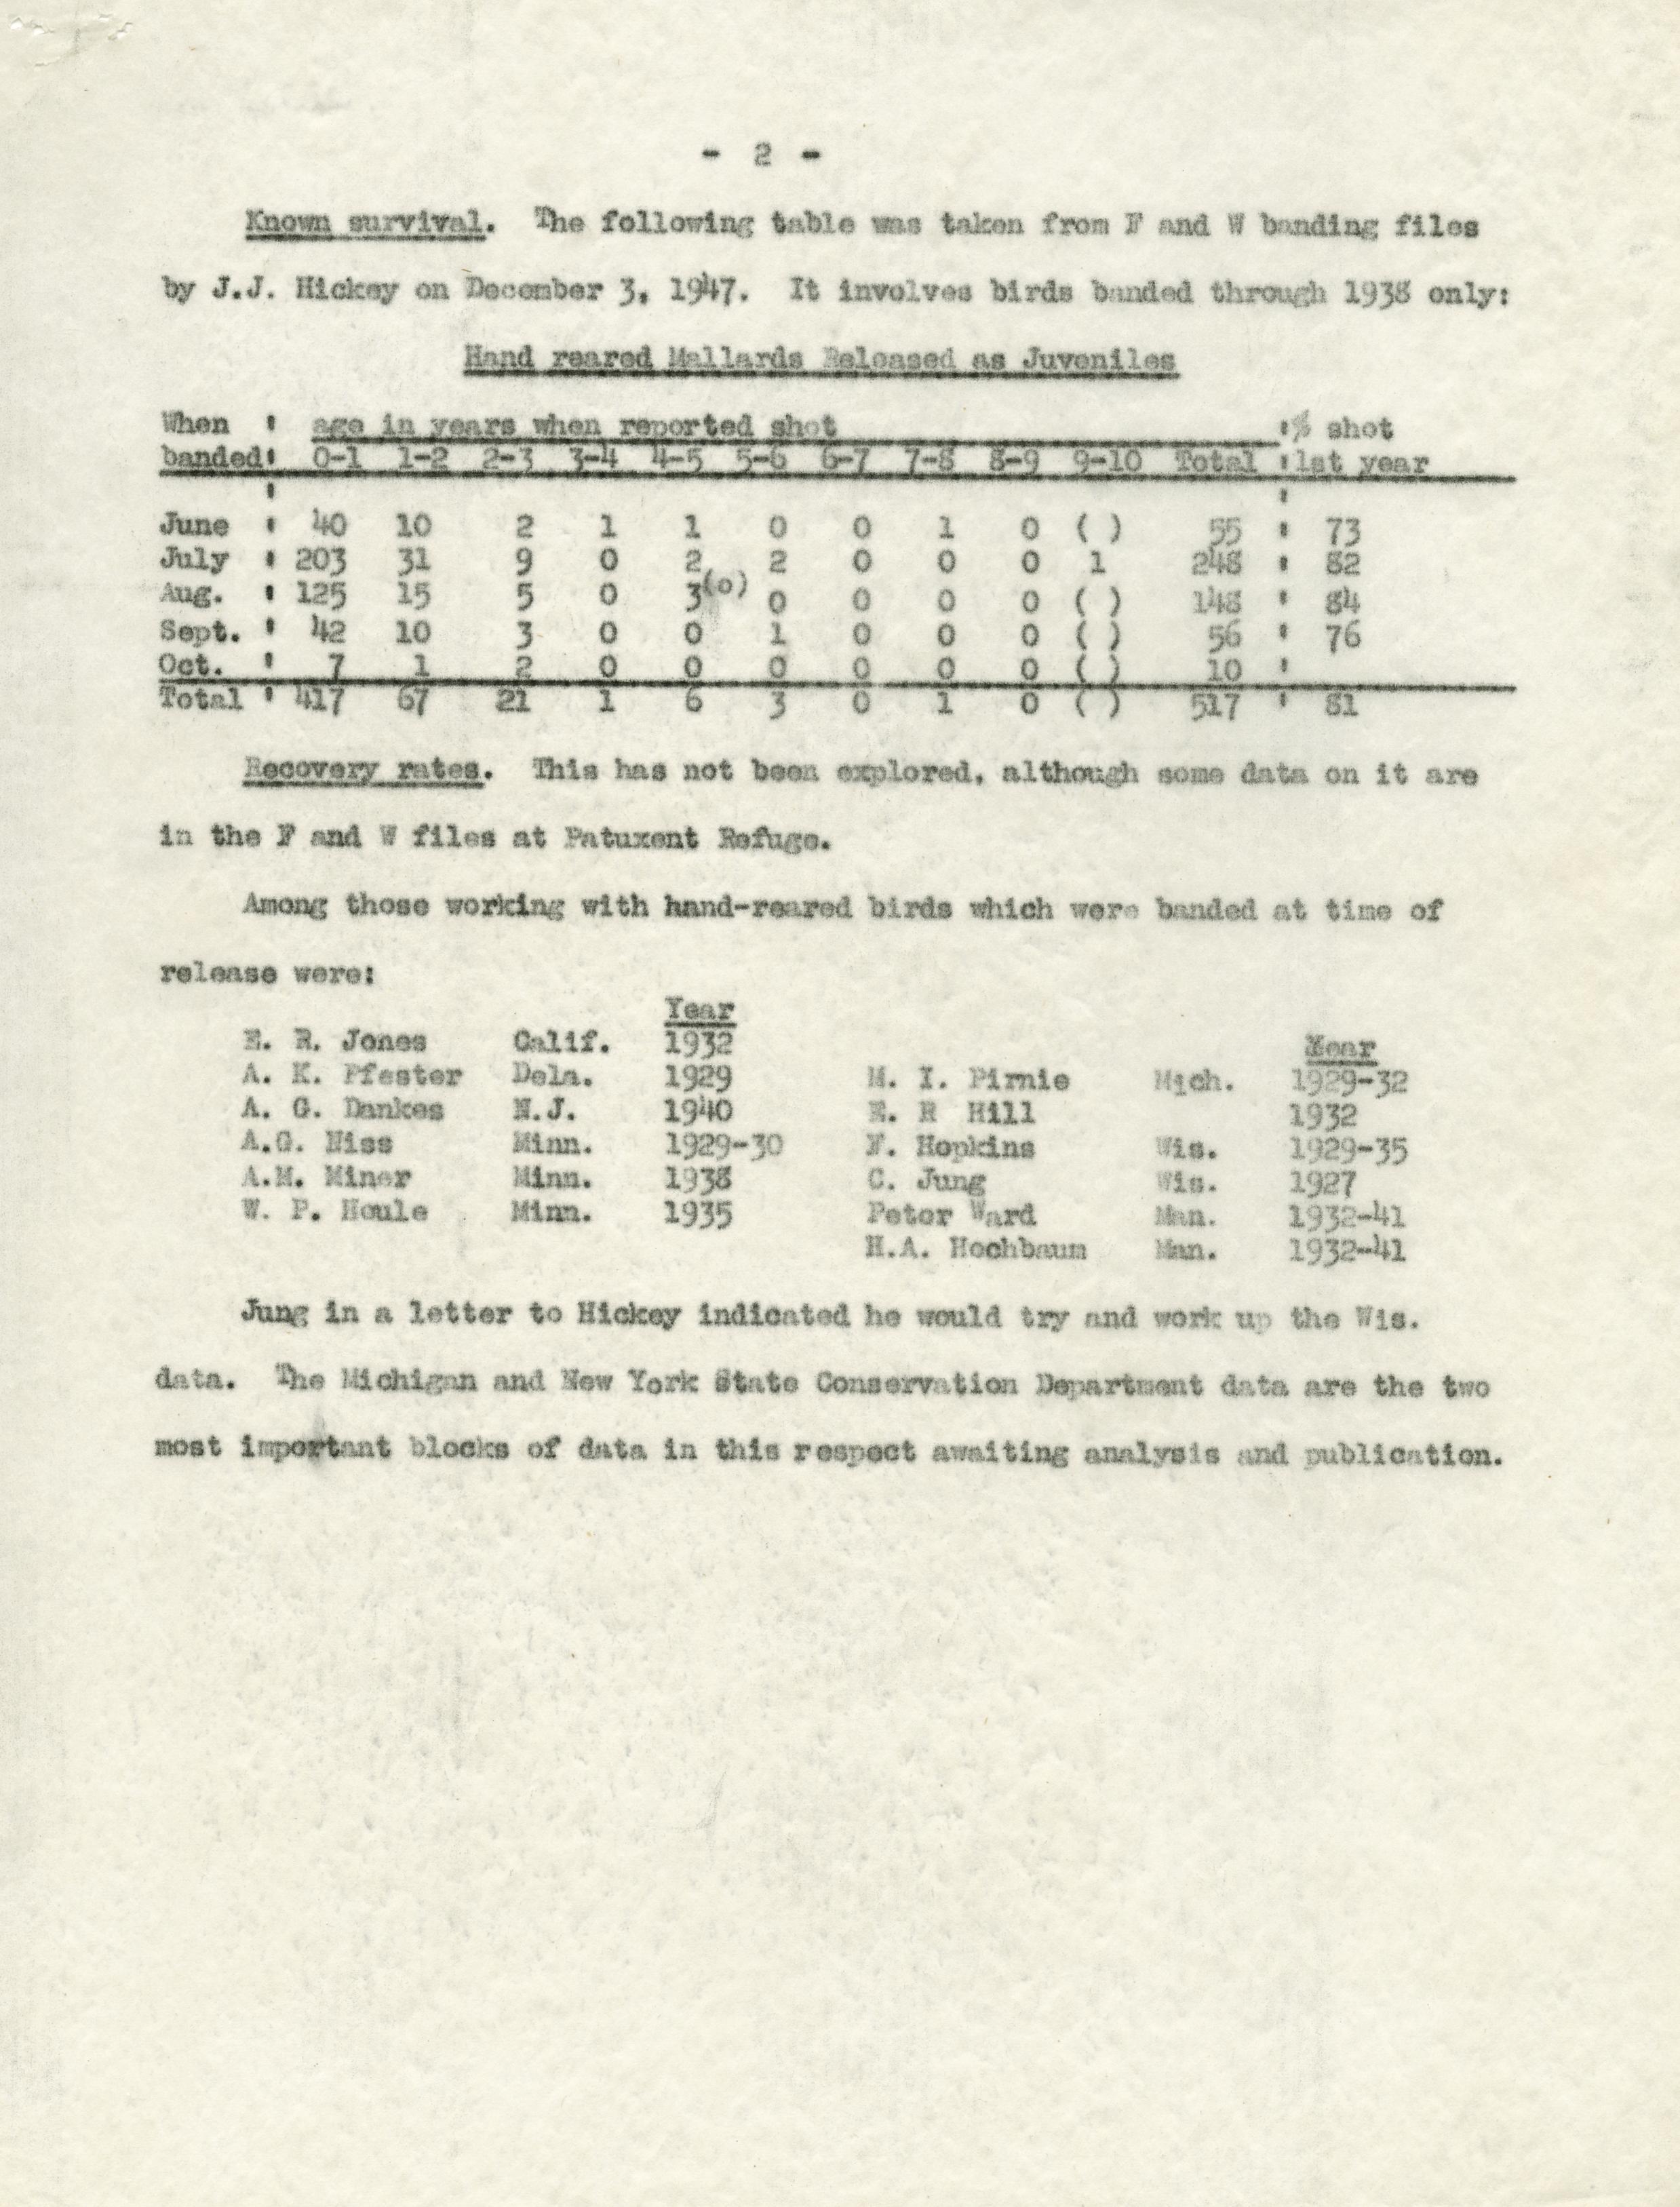 - 2 -
Known survival. The following table was taken from F and W banding files
by J.J. Hickey on December 3, 1947. It involves birds banded through 1938 only:
Hand reared Mallards Released as Juveniles
When ' age in years when reported shot '% shot
banded' 0-1 1-2 2-3 3-4 4-5 5-6 6-7 7-8 8-9 9-10 Total '1st year
' '
June ' 40 10 2 1 1 0 0 1 0 ( ) 55 ' 73
July ' 203 31 9 0 2 2 0 0 0 1 248 ' 82
Aug. ' 125 15 5 0 3(0) 0 0 0 0 ( ) 148 ' 84
Sept. ' 42 10 3 0 0 1 0 0 0 ( ) 56 ' 76
Oct. ' 7 1 2 0 0 0 0 0 0 ( ) 10 '
Total ' 417 67 21 1 6 3 0 1 0 ( ) 517 ' 81
Recovery rates. This has not been explored, although some data on it are
in the F and W files at Patuxent Refuge.
Among those working with hand-reared birds which were banded at time of
release were:
Year
E. R. Jones Calif. 1932 Year
A. K. Pfester Dela. 1929 M. I. Pirnie Mich. 1929-32
A. G. Dankes N.J. 1940 E. R Hill 1932
A.G. Niss Minn. 1929-30 F. Hopkins Wis. 1929-35
A.M. Miner Minn. 1938 C. Jung Wis. 1927
W. P. Houle Minn. 1935 Peter Ward Man. 1932-41
H.A. Hochbaum Man. 1932-41
Jung in a letter to Hickey indicated he would try and work up the Wis.
data. The Michigan and New York State Conservation Department data are the two
most important blocks of data in this respect awaiting analysis and publication.